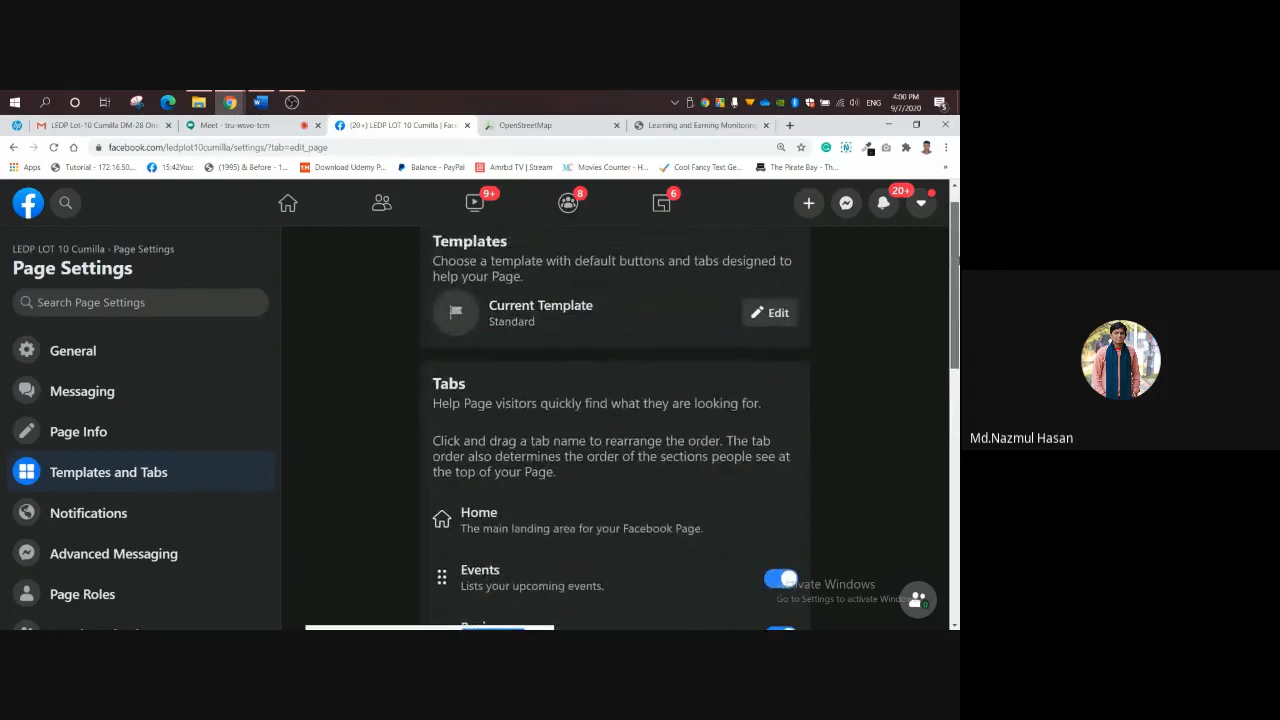 4:00 PM
ENG
9/7/2020
LEDP Lot-10 Cumilla DM-28 On
Meet - tru-wsvo-tcm
(20+) LEDP LOT 10 Cumilla | Fac
OpenStreetMap
Learning and Earning Monitoring
facebook.com/ledplot10cumilla/settings/?tab=edit_page
Apps
Tutorial - 172.16.50...
15:42You:
(1995) & Before - 1...
Download Udemy P...
Balance - PayPal
Amrbd TV | Stream
Movies Counter - H...
Cool Fancy Text Ge...
The Pirate Bay - Th...
9+
8
6
20+
LEDP LOT 10 Cumilla › Page Settings
Page Settings
Search Page Settings
General
Messaging
Page Info
Templates and Tabs
Notifications
Advanced Messaging
Page Roles
Templates
Choose a template with default buttons and tabs designed to
help your Page.
Current Template
Standard
Edit
Tabs
Help Page visitors quickly find what they are looking for.
Click and drag a tab name to rearrange the order. The tab
order also determines the order of the sections people see at
the top of your Page.
Home
The main landing area for your Facebook Page.
Events
Lists your upcoming events.
Activate Windows
Go to Settings to activate Windows
Md.Nazmul Hasan